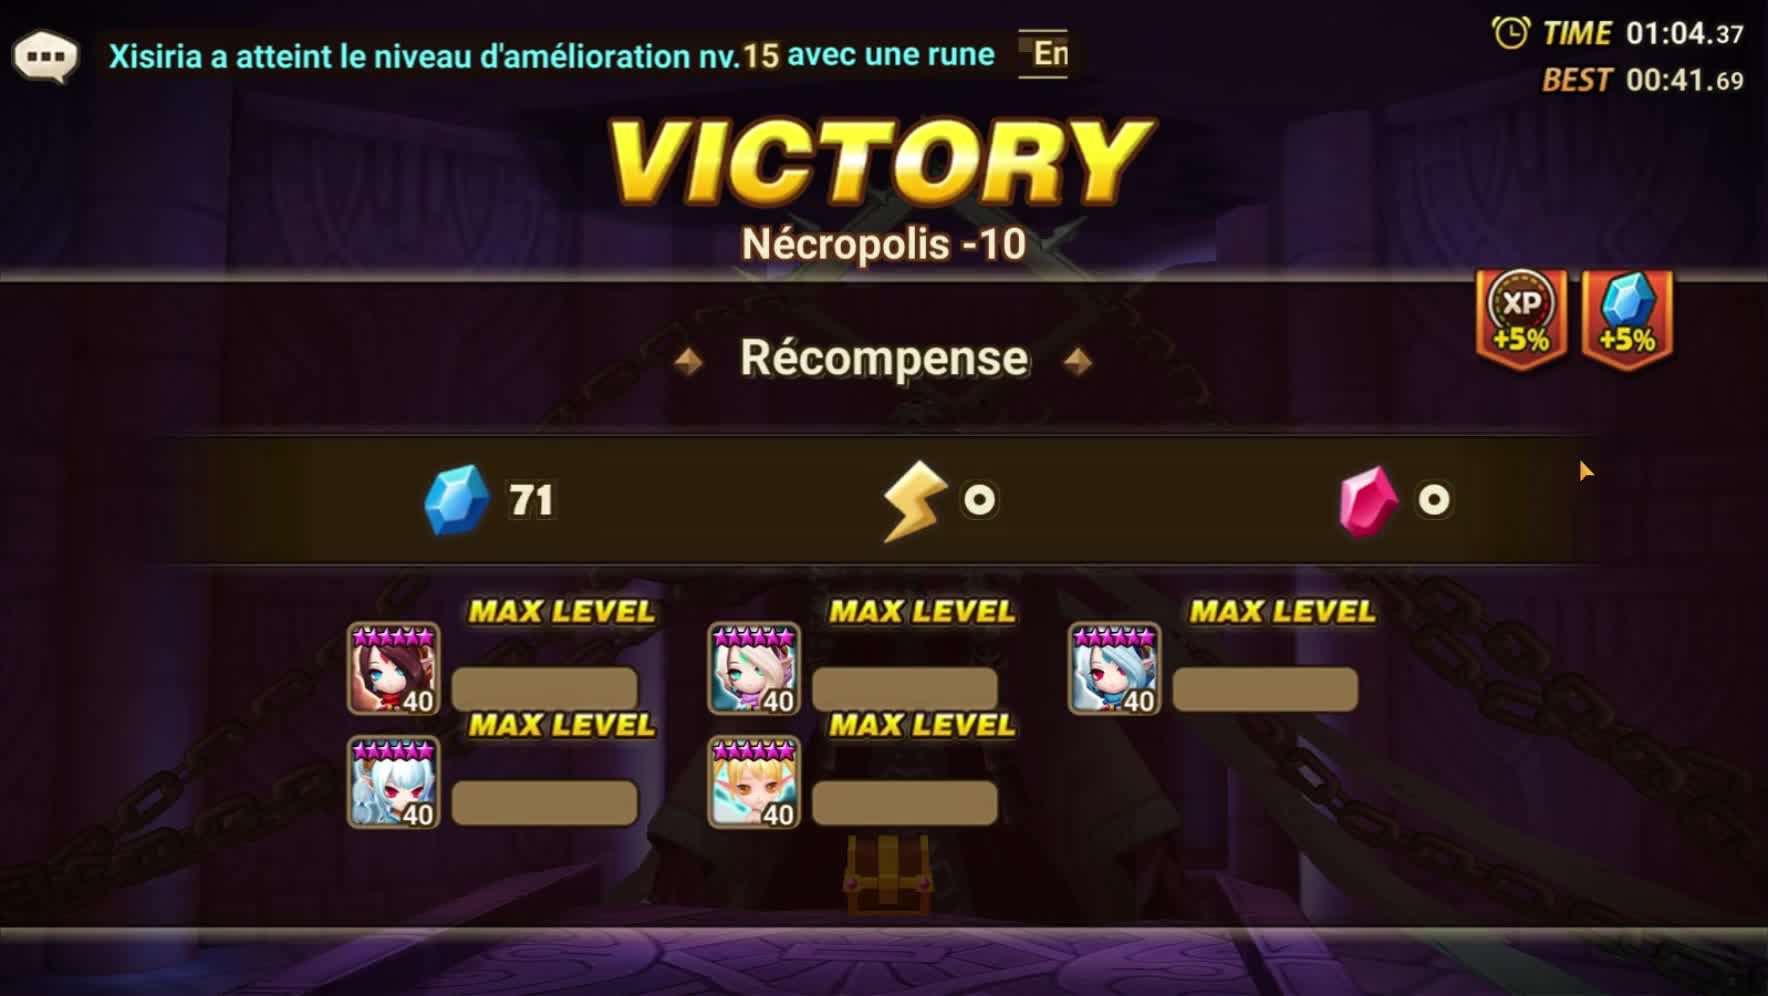 Xisiria a atteint le niveau d'amélioration nv.15 avec une rune En
TIME 01:04.37
BEST 00:41.69
VICTORY
Nécropolis -10
XP +5%
+5%
Récompense
71
0
0
MAX LEVEL
MAX LEVEL
MAX LEVEL
40
40
40
MAX LEVEL
MAX LEVEL
40
40